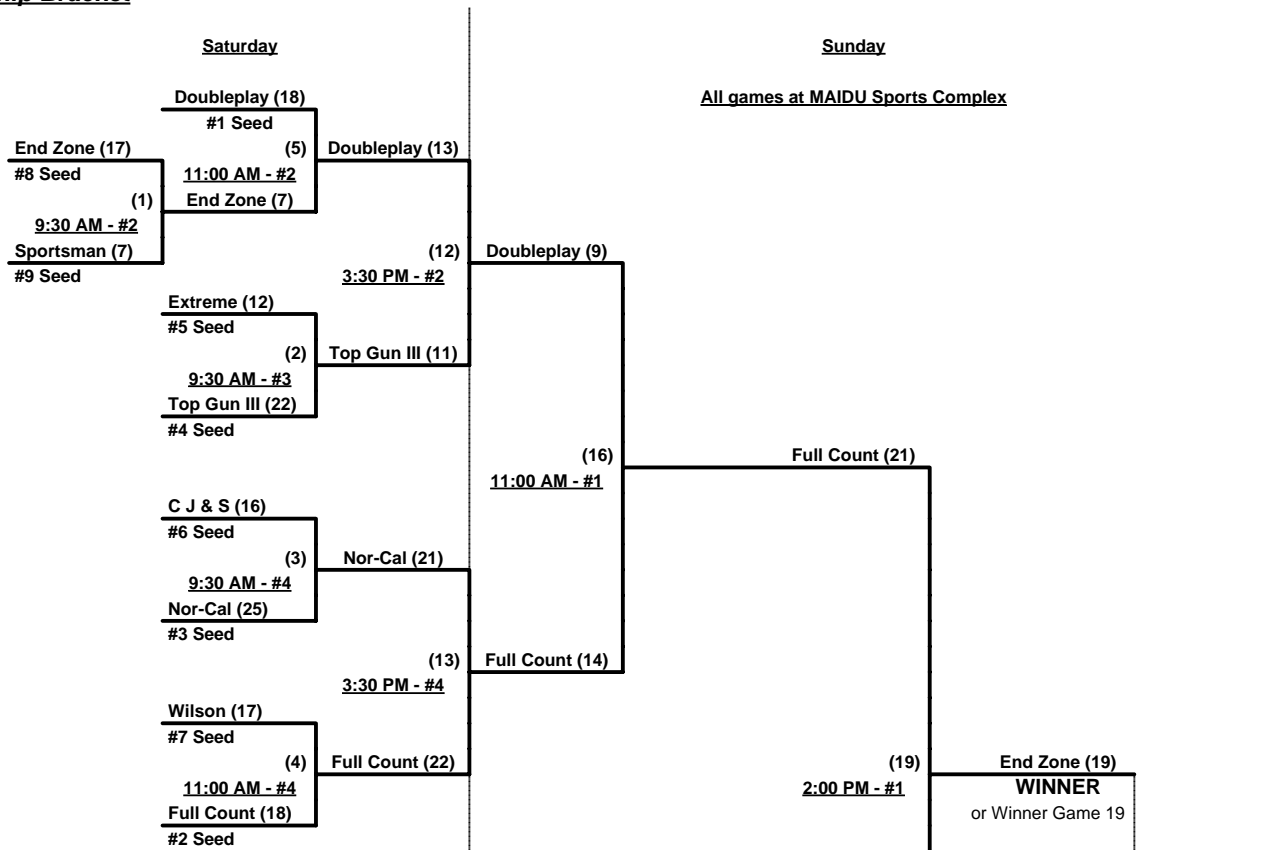 Saturday
Sunday
Doubleplay (18)
All games at MAIDU Sports Complex
#1 Seed
End Zone (17)
(5)
Doubleplay (13)
#8 Seed
11:00 AM - #2
(1)
End Zone (7)
9:30 AM - #2
Sportsman (7)
(12)
Doubleplay (9)
#9 Seed
3:30 PM - #2
Extreme (12)
#5 Seed
(2)
Top Gun III (11)
9:30 AM - #3
Top Gun III (22)
#4 Seed
(16)
Full Count (21)
11:00 AM - #1
C J & S (16)
#6 Seed
(3)
Nor-Cal (21)
9:30 AM - #4
Nor-Cal (25)
#3 Seed
(13)
Full Count (14)
3:30 PM - #4
Wilson (17)
#7 Seed
(4)
Full Count (22)
(19)
End Zone (19)
11:00 AM - #4
2:00 PM - #1
WINNER
Full Count (18)
or Winner Game 19
#2 Seed